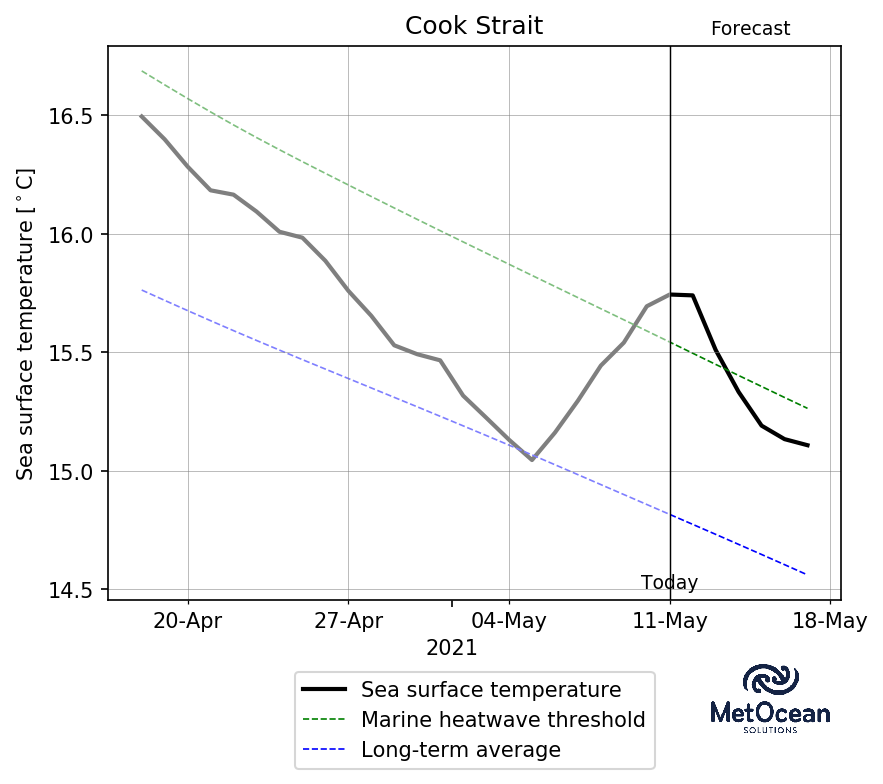 Cook Strait
Forecast
Sea surface temperature [°C]
16.5
16.0
15.5
15.0
14.5
Today
20-Apr
27-Apr
04-May
11-May
18-May
2021
Sea surface temperature
Marine heatwave threshold
Long-term average
MetOcean
SOLUTIONS